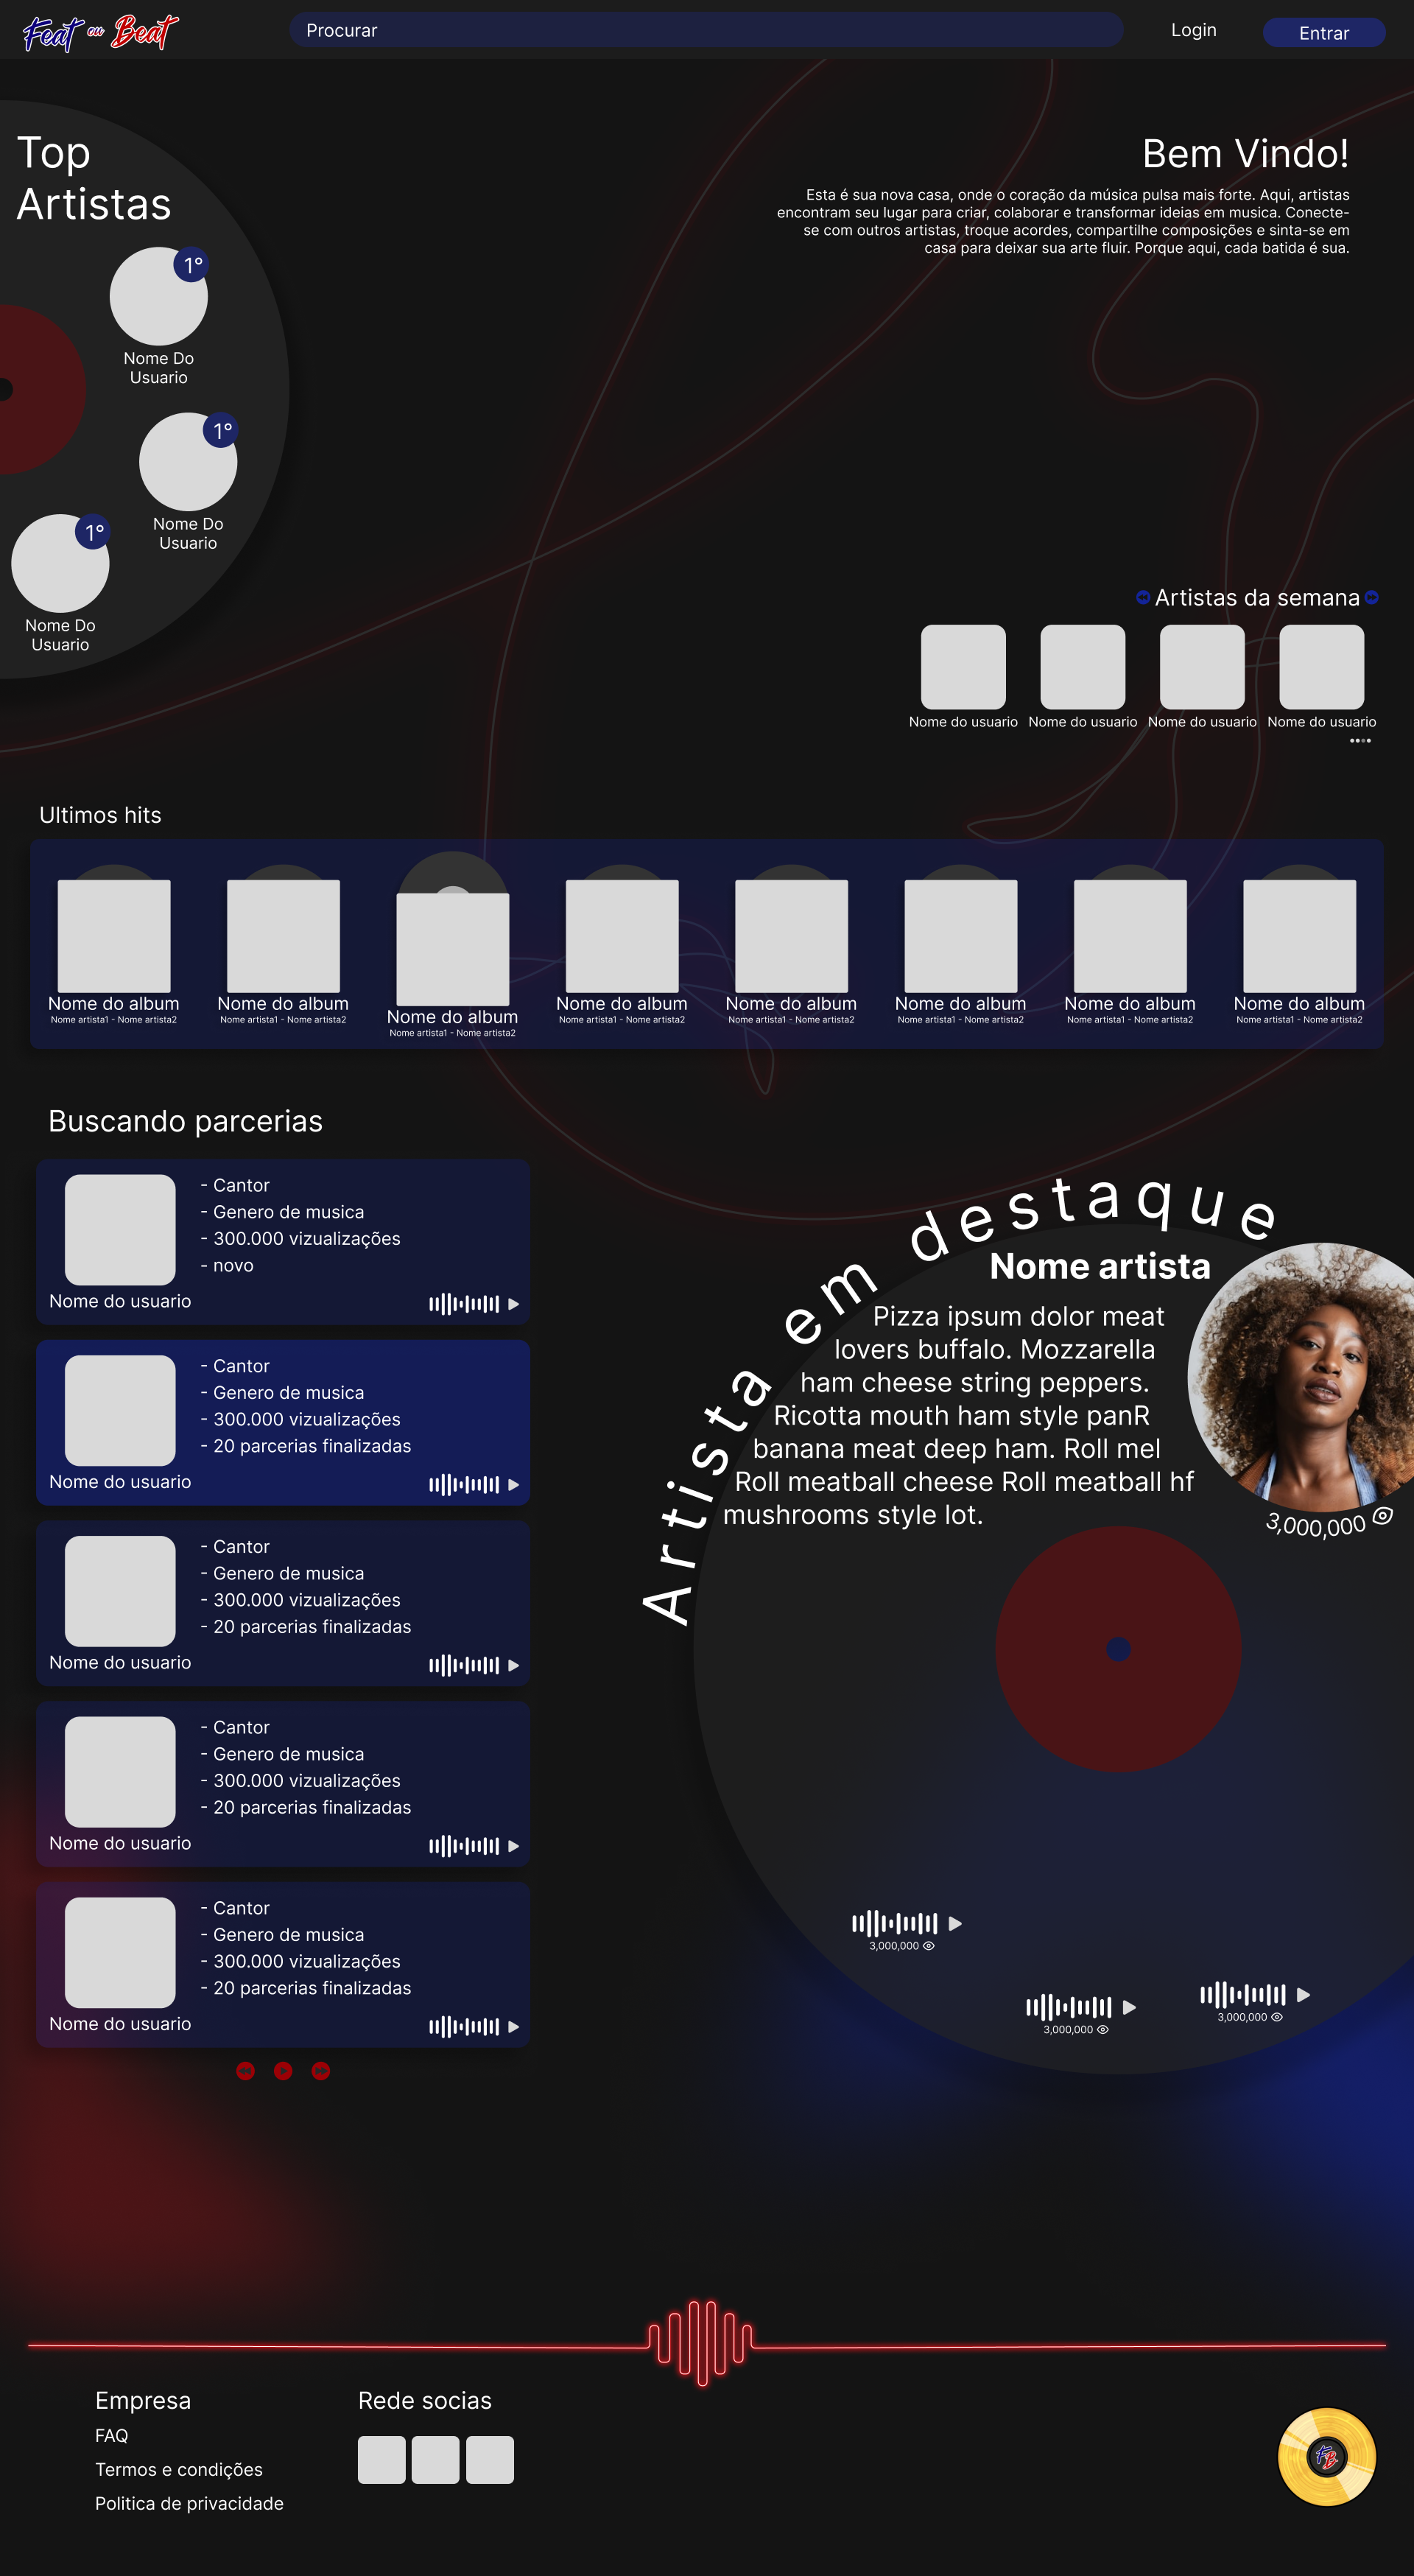 Feat ou Beat
Procurar
Login
Entrar
Top
Artistas
1°
Nome Do
Usuario
1°
Nome Do
Usuario
1°
Nome Do
Usuario
Bem Vindo!
Esta é sua nova casa, onde o coração da música pulsa mais forte. Aqui, artistas
encontram seu lugar para criar, colaborar e transformar ideias em musica. Conecte-
se com outros artistas, troque acordes, compartilhe composições e sinta-se em
casa para deixar sua arte fluir. Porque aqui, cada batida é sua.
Artistas da semana
Nome do usuario
Nome do usuario
Nome do usuario
Nome do usuario
Ultimos hits
Nome do album
Nome artista1 - Nome artista2
Nome do album
Nome artista1 - Nome artista2
Nome do album
Nome artista1 - Nome artista2
Nome do album
Nome artista1 - Nome artista2
Nome do album
Nome artista1 - Nome artista2
Nome do album
Nome artista1 - Nome artista2
Nome do album
Nome artista1 - Nome artista2
Nome do album
Nome artista1 - Nome artista2
Buscando parcerias
- Cantor
- Genero de musica
- 300.000 vizualizações
- novo
Nome do usuario
- Cantor
- Genero de musica
- 300.000 vizualizações
- 20 parcerias finalizadas
Nome do usuario
- Cantor
- Genero de musica
- 300.000 vizualizações
- 20 parcerias finalizadas
Nome do usuario
- Cantor
- Genero de musica
- 300.000 vizualizações
- 20 parcerias finalizadas
Nome do usuario
- Cantor
- Genero de musica
- 300.000 vizualizações
- 20 parcerias finalizadas
Nome do usuario
Artista em destaque
Nome artista
Pizza ipsum dolor meat
lovers buffalo. Mozzarella
ham cheese string peppers.
Ricotta mouth ham style panR
banana meat deep ham. Roll mel
Roll meatball cheese Roll meatball hf
mushrooms style lot.
3,000,000
3,000,000
3,000,000
3,000,000
Empresa
FAQ
Termos e condições
Politica de privacidade
Rede socias
FB